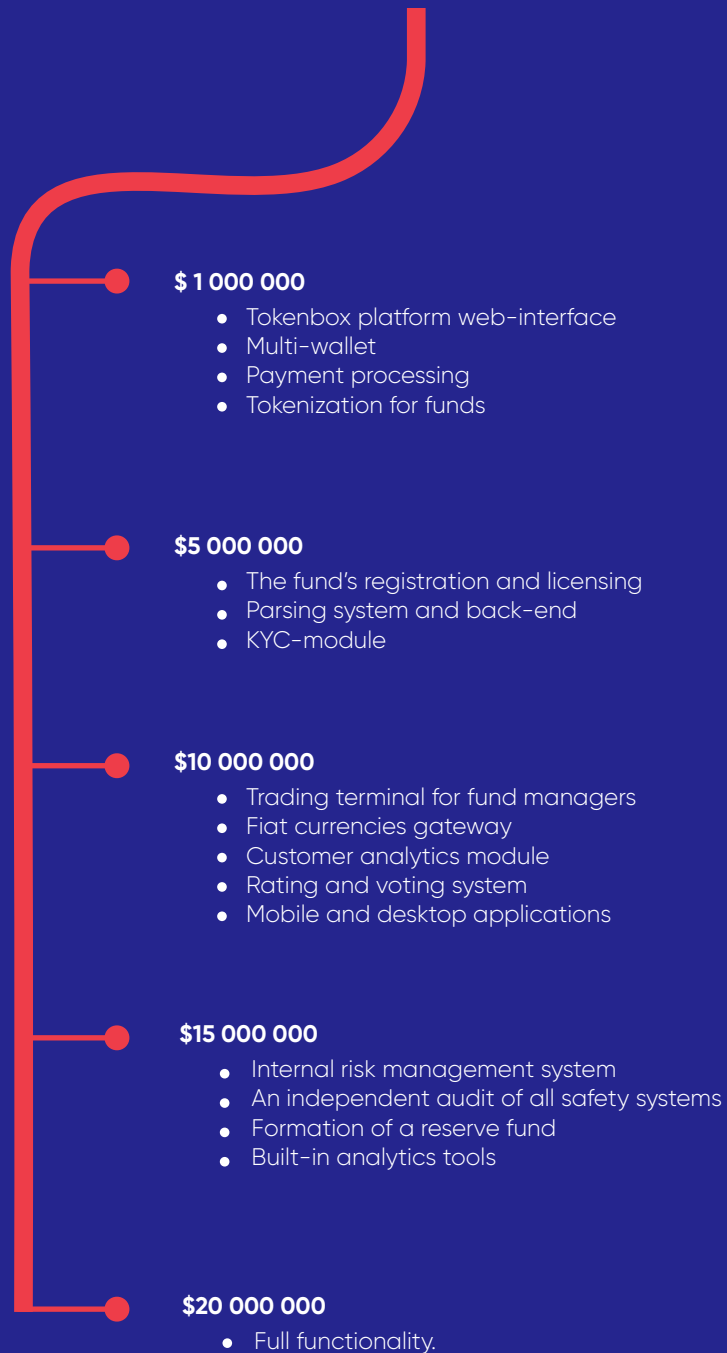 $ 1 000 000
• Tokenbox platform web-interface
• Multi-wallet
• Payment processing
• Tokenization for funds
$5 000 000
• The fund’s registration and licensing
• Parsing system and back-end
• KYC-module
$10 000 000
• Trading terminal for fund managers
• Fiat currencies gateway
• Customer analytics module
• Rating and voting system
• Mobile and desktop applications
$15 000 000
• Internal risk management system
• An independent audit of all safety systems
• Formation of a reserve fund
• Built-in analytics tools
$20 000 000
• Full functionality.